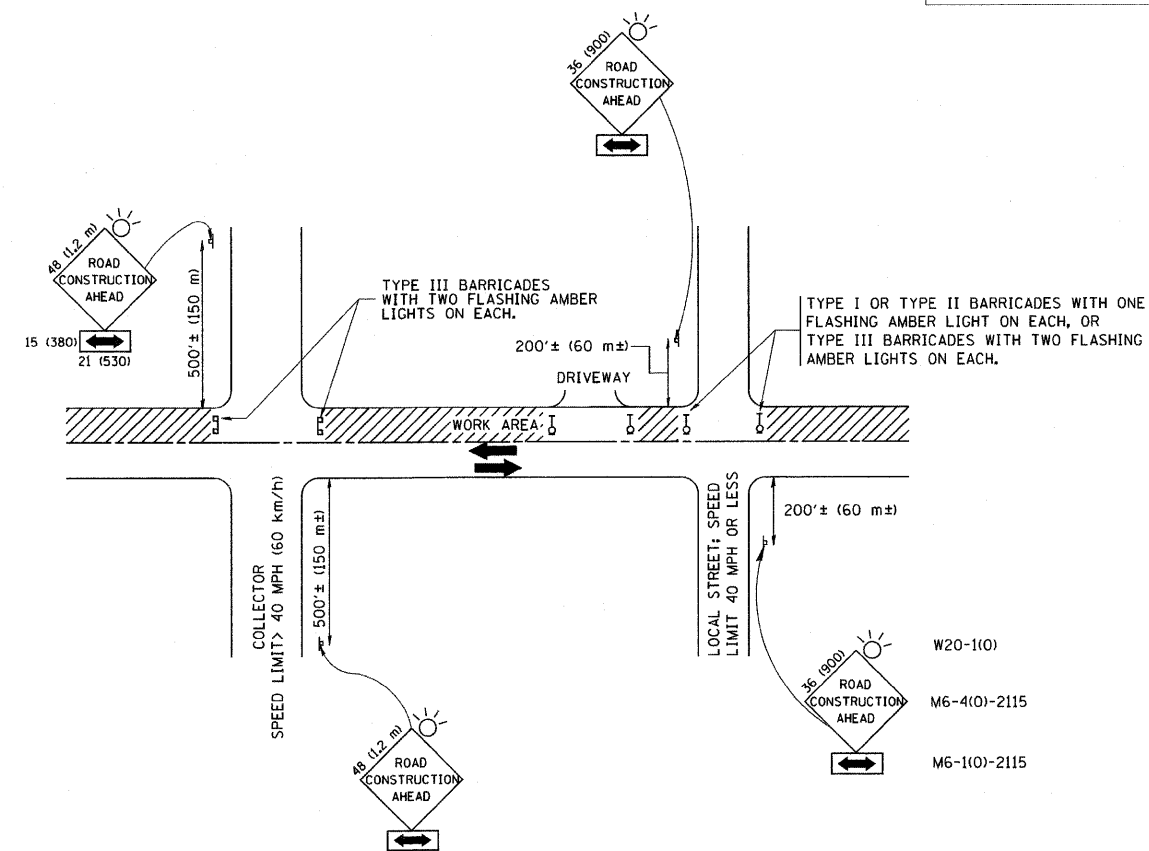 36 (900)
ROAD
CONSTRUCTION
AHEAD
48 (1.2 m)
ROAD
CONSTRUCTION
AHEAD
15 (380)
21 (530)
500'± (150 m)
TYPE III BARRICADES
WITH TWO FLASHING AMBER
LIGHTS ON EACH.
200'± (60 m±)
DRIVEWAY
TYPE I OR TYPE II BARRICADES WITH ONE
FLASHING AMBER LIGHT ON EACH, OR
TYPE III BARRICADES WITH TWO FLASHING
AMBER LIGHTS ON EACH.
WORK AREA
COLLECTOR
SPEED LIMIT> 40 MPH (60 km/h)
500'± (150 m±)
LOCAL STREET; SPEED
LIMIT 40 MPH OR LESS
200'± (60 m±)
36 (900)
ROAD
CONSTRUCTION
AHEAD
W20-1(O)
M6-4(O)-2115
M6-1(O)-2115
48 (1.2 m)
ROAD
CONSTRUCTION
AHEAD